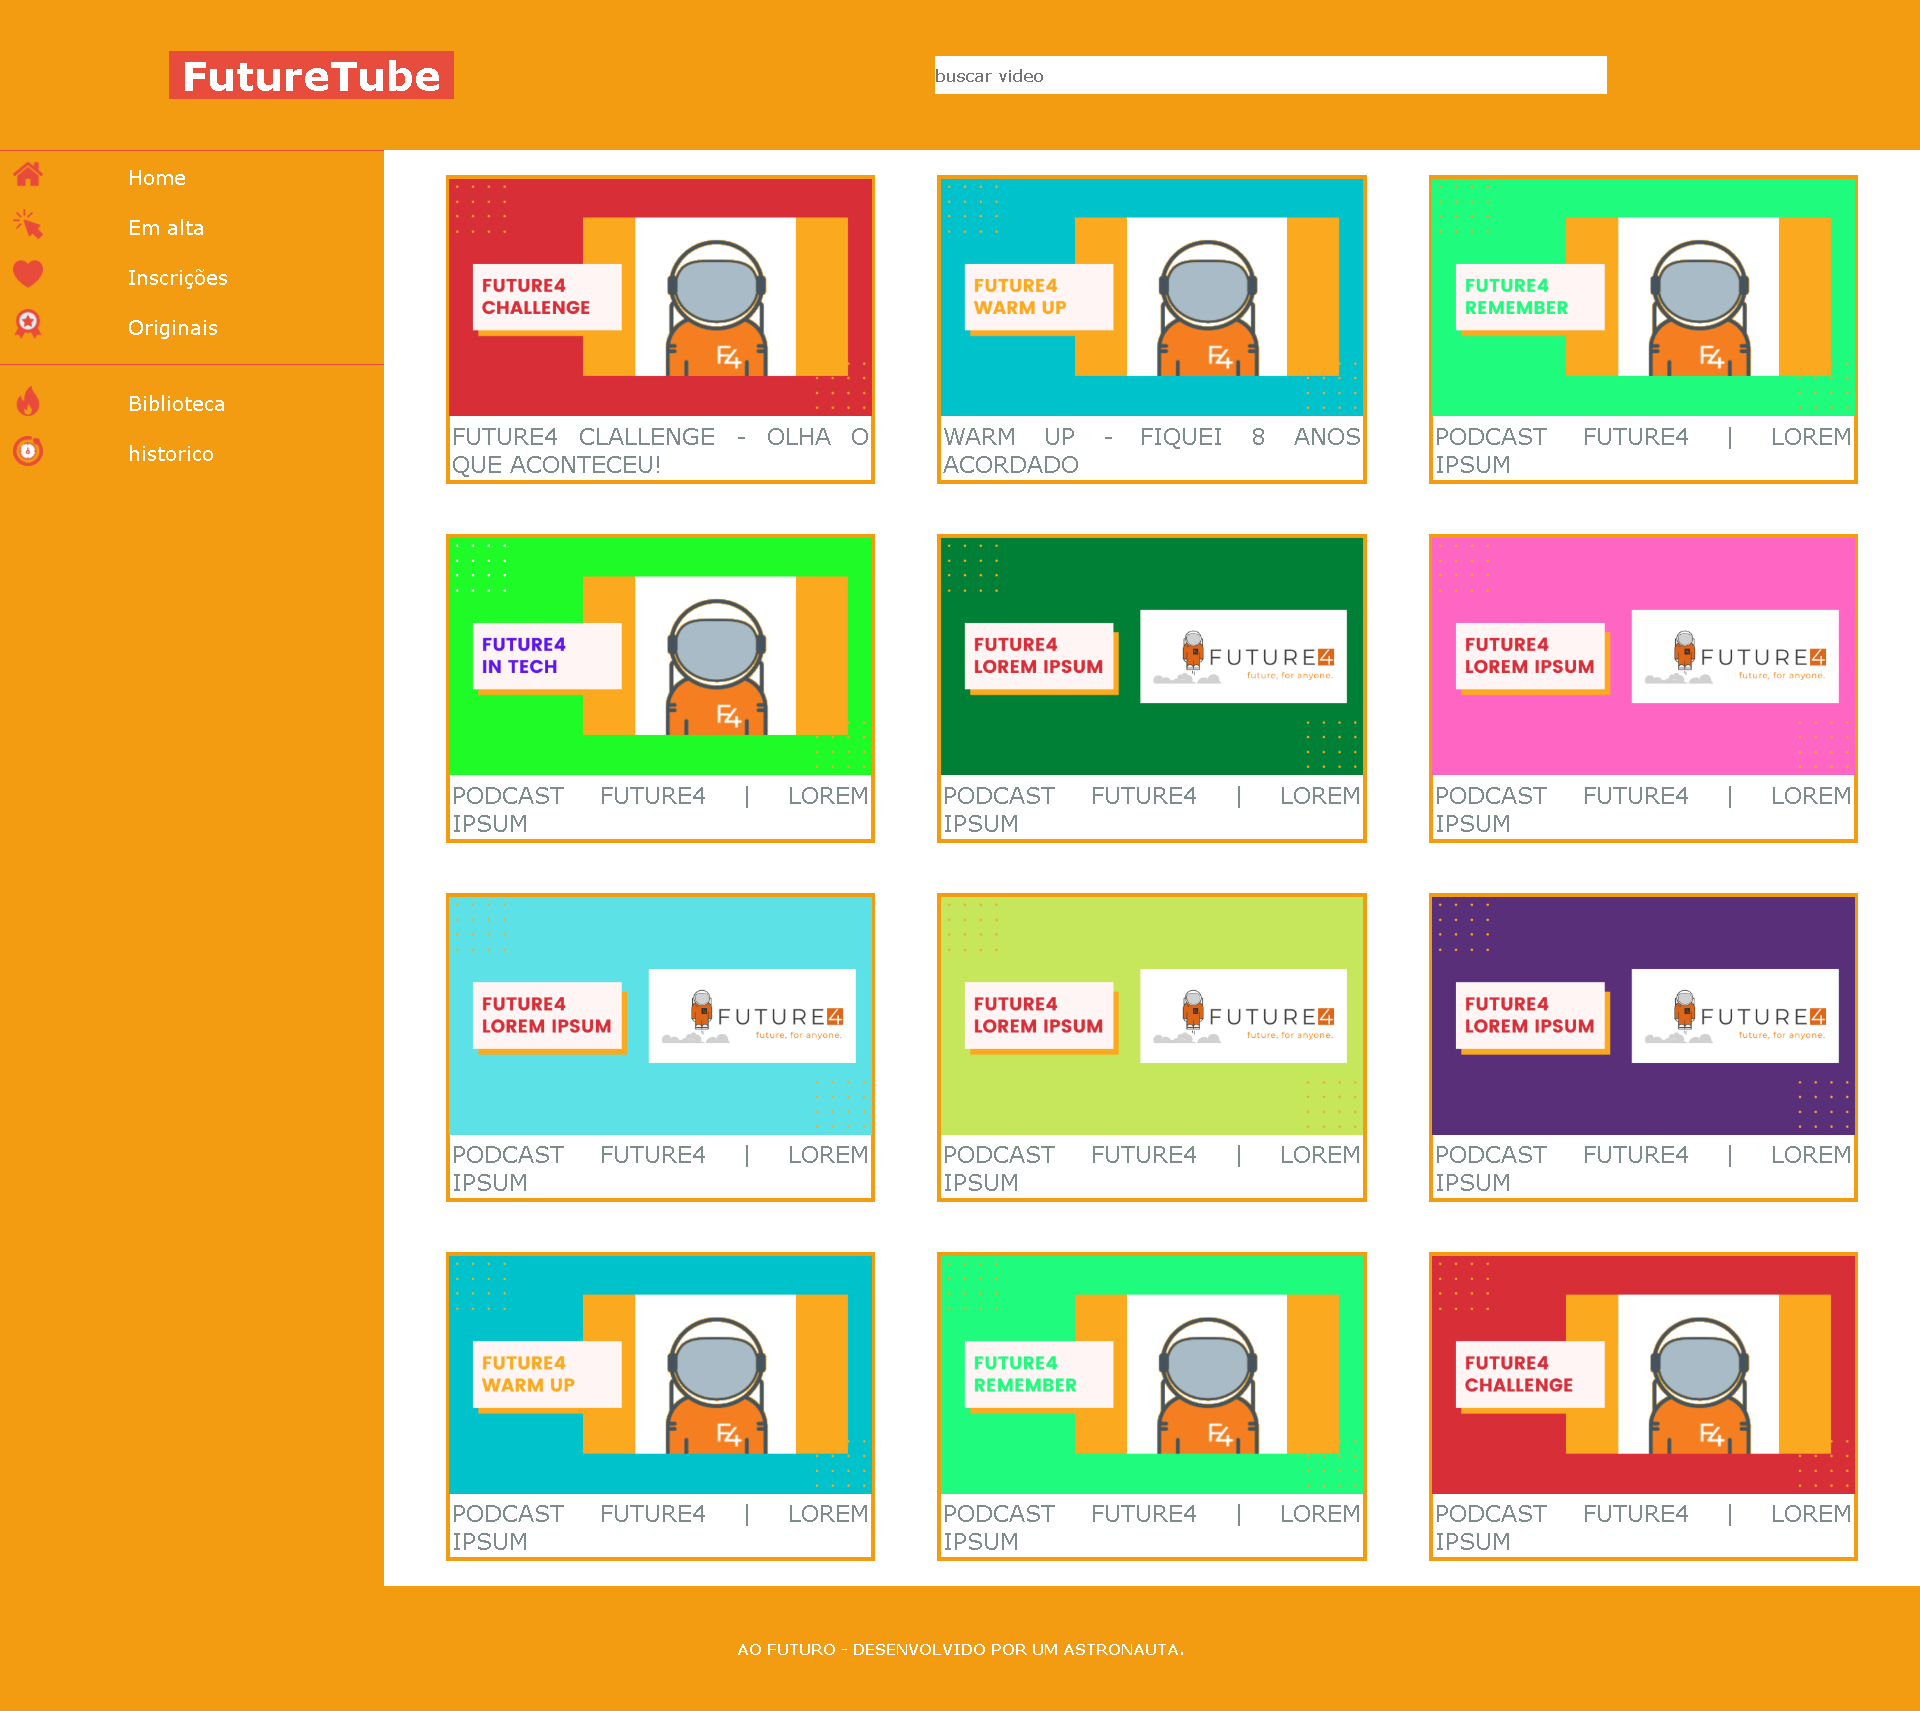 FutureTube
buscar video
Home
Em alta
Inscrições
Originais
Biblioteca
historico
FUTURE4
CHALLENGE
F4
FUTURE4 CLALLENGE - OLHA O
QUE ACONTECEU!
FUTURE4
WARM UP
F4
WARM UP - FIQUEI 8 ANOS
ACORDADO
FUTURE4
REMEMBER
F4
PODCAST FUTURE4 | LOREM
IPSUM
FUTURE4
IN TECH
F4
PODCAST FUTURE4 | LOREM
IPSUM
FUTURE4
LOREM IPSUM
FUTURE4
future, for anyone.
PODCAST FUTURE4 | LOREM
IPSUM
FUTURE4
LOREM IPSUM
FUTURE4
future, for anyone.
PODCAST FUTURE4 | LOREM
IPSUM
FUTURE4
LOREM IPSUM
FUTURE4
future, for anyone.
PODCAST FUTURE4 | LOREM
IPSUM
FUTURE4
LOREM IPSUM
FUTURE4
future, for anyone.
PODCAST FUTURE4 | LOREM
IPSUM
FUTURE4
LOREM IPSUM
FUTURE4
future, for anyone.
PODCAST FUTURE4 | LOREM
IPSUM
FUTURE4
WARM UP
F4
PODCAST FUTURE4 | LOREM
IPSUM
FUTURE4
REMEMBER
F4
PODCAST FUTURE4 | LOREM
IPSUM
FUTURE4
CHALLENGE
F4
PODCAST FUTURE4 | LOREM
IPSUM
AO FUTURO - DESENVOLVIDO POR UM ASTRONAUTA.